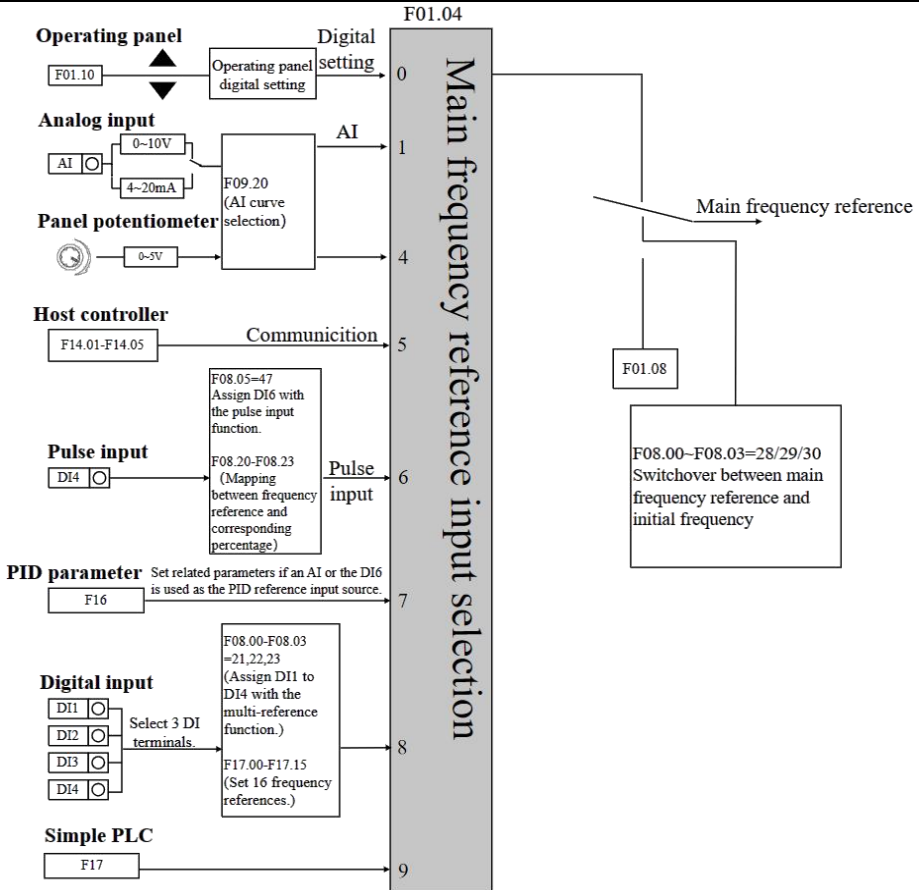 F01.04
Operating panel
F01.10
Operating panel
digital setting
Digital
setting
0
Analog input
AI
0~10V
4~20mA
F09.20
(AI curve
selection)
AI
1
Panel potentiometer
0~5V
4
Host controller
F14.01-F14.05
Communicition
5
Pulse input
DI4
F08.05=47
Assign DI6 with
the pulse input
function.
F08.20-F08.23
(Mapping
between frequency
reference and
corresponding
percentage)
Pulse
input
6
PID parameter
F16
Set related parameters if an AI or the DI6
is used as the PID reference input source.
7
Digital input
DI1
DI2
DI3
DI4
Select 3 DI
terminals.
F08.00-F08.03
=21,22,23
(Assign DI1 to
DI4 with the
multi-reference
function.)
F17.00-F17.15
(Set 16 frequency
references.)
8
Simple PLC
F17
9
Main frequency reference input selection
Main frequency reference
F01.08
F08.00~F08.03=28/29/30
Switchover between main
frequency reference and
initial frequency